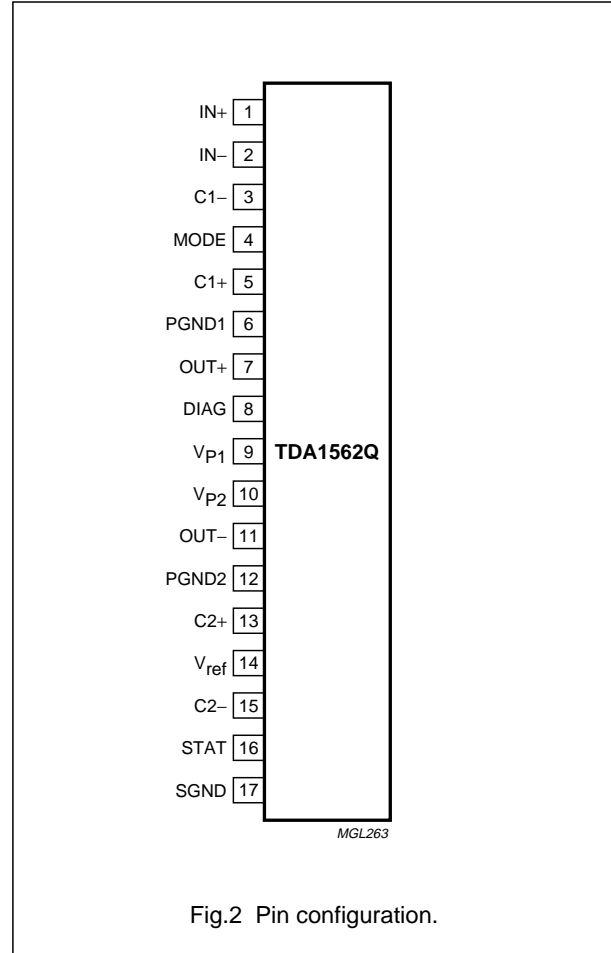 IN+ 1
IN− 2
C1− 3
MODE 4
C1+ 5
PGND1 6
OUT+ 7
DIAG 8
VP1 9 TDA1562Q
VP2 10
OUT− 11
PGND2 12
C2+ 13
Vref 14
C2− 15
STAT 16
SGND 17
MGL263
Fig.2 Pin configuration.